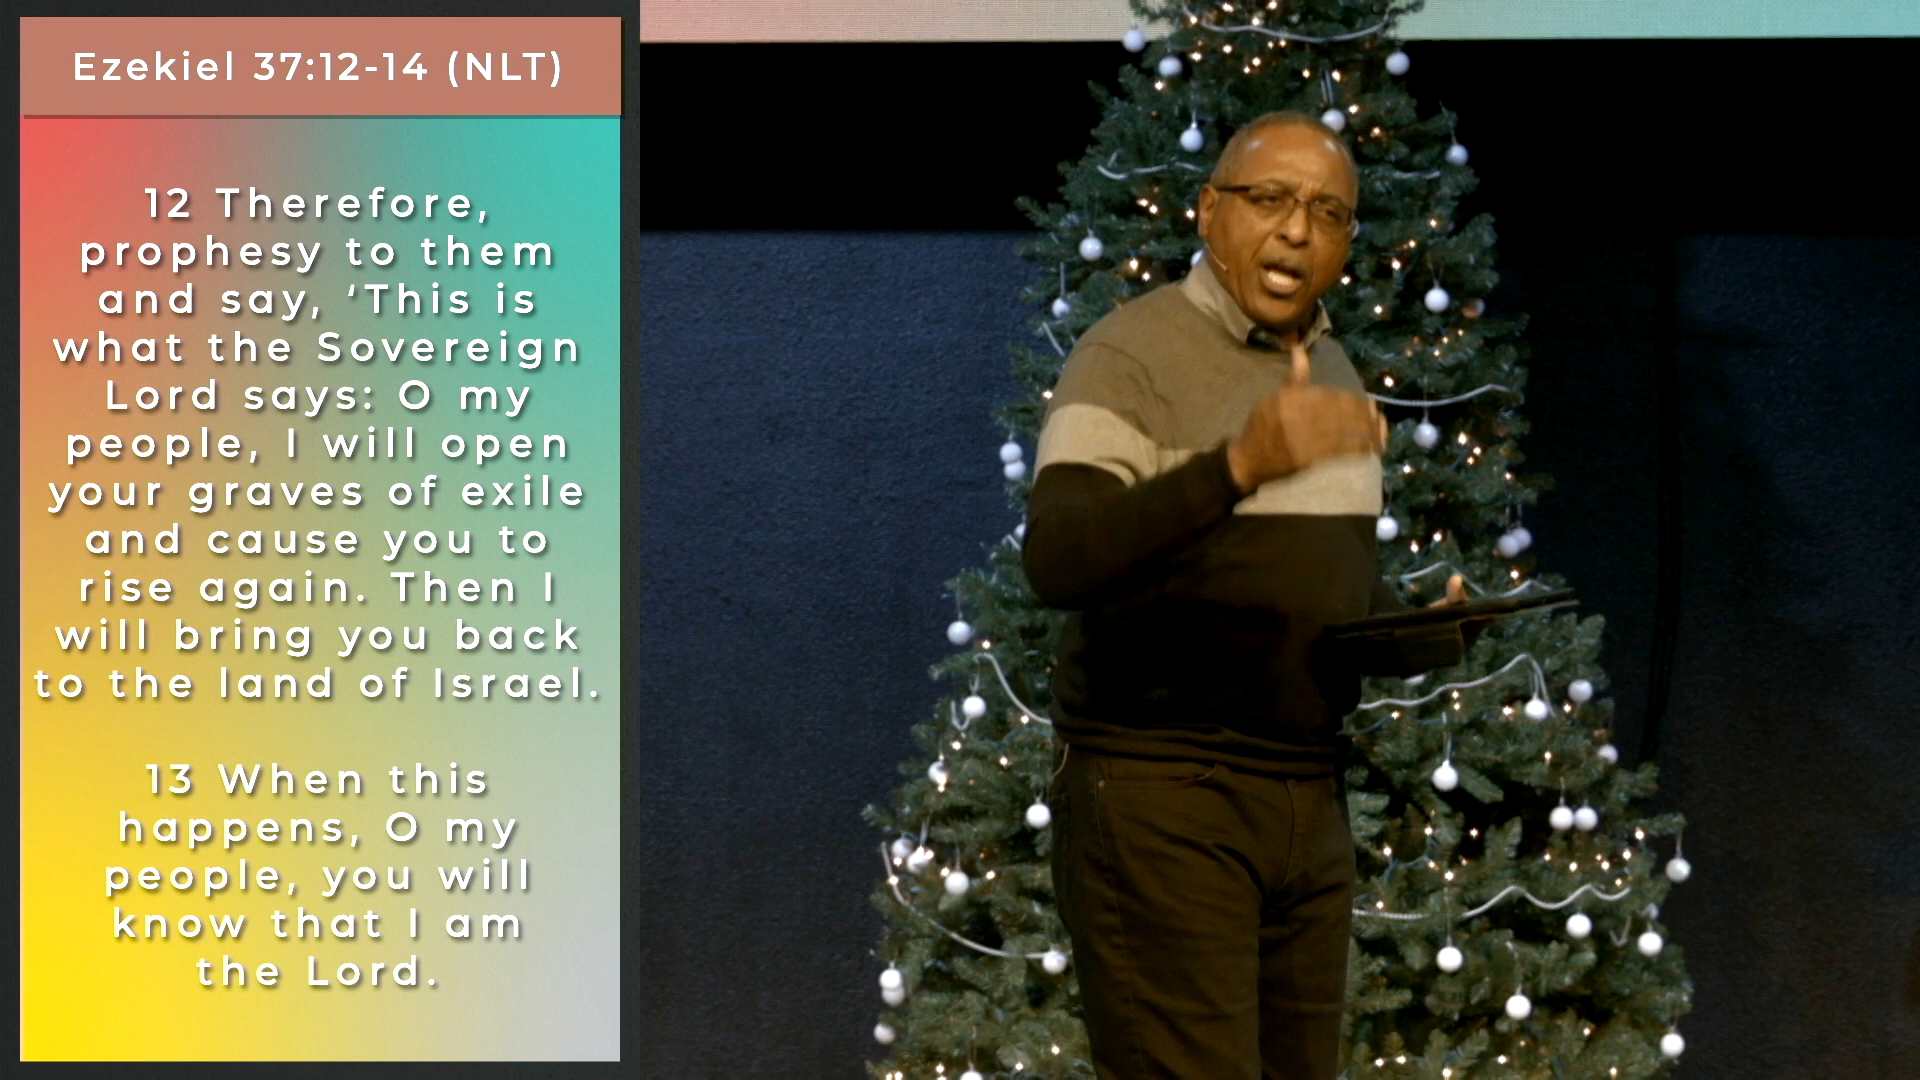 Ezekiel 37:12-14 (NLT)
12 Therefore,
prophesy to them
and say, ‘This is
what the Sovereign
Lord says: O my
people, I will open
your graves of exile
and cause you to
rise again. Then I
will bring you back
to the land of Israel.
13 When this
happens, O my
people, you will
know that I am
the Lord.